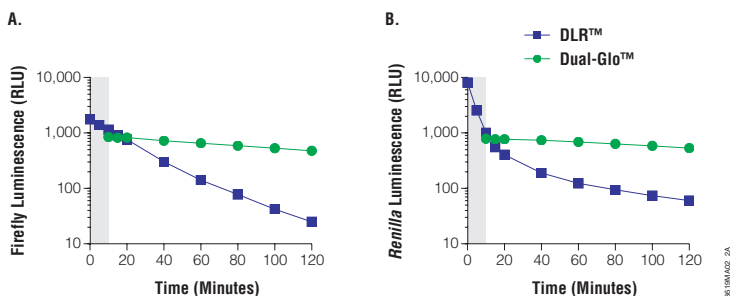 A.
B.
DLR™
Dual-Glo™
Firefly Luminescence (RLU)
10,000
1,000
100
10
0 20 40 60 80 100 120
Time (Minutes)
Renilla Luminescence (RLU)
10,000
1,000
100
10
0 20 40 60 80 100 120
Time (Minutes)